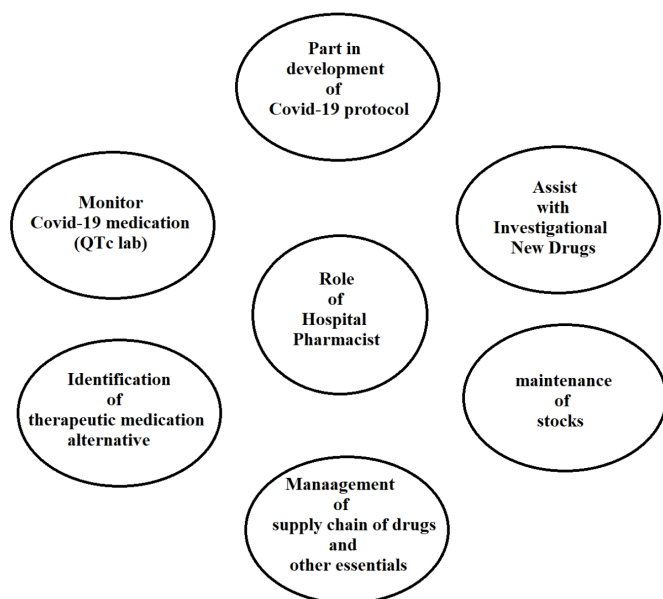 Part in
development
of
Covid-19 protocol
Monitor
Covid-19 medication
(QTc lab)
Assist
with
Investigational
New Drugs
Role
of
Hospital
Pharmacist
Identification
of
therapeutic medication
alternative
maintenance
of
stocks
Manaagement
of
supply chain of drugs
and
other essentials